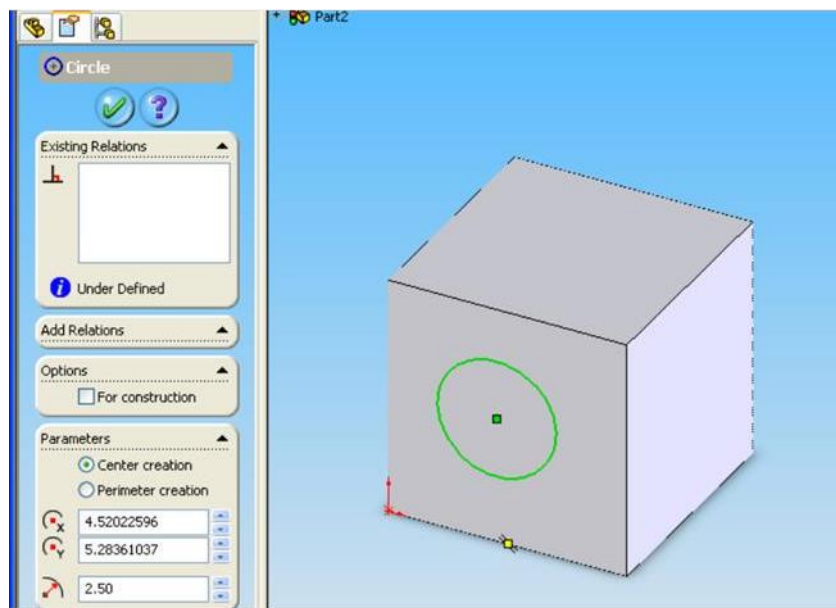 Part2
Circle
Existing Relations
Under Defined
Add Relations
Options
For construction
Parameters
Center creation
Perimeter creation
X
4.52022596
Y
5.28361037
2.50